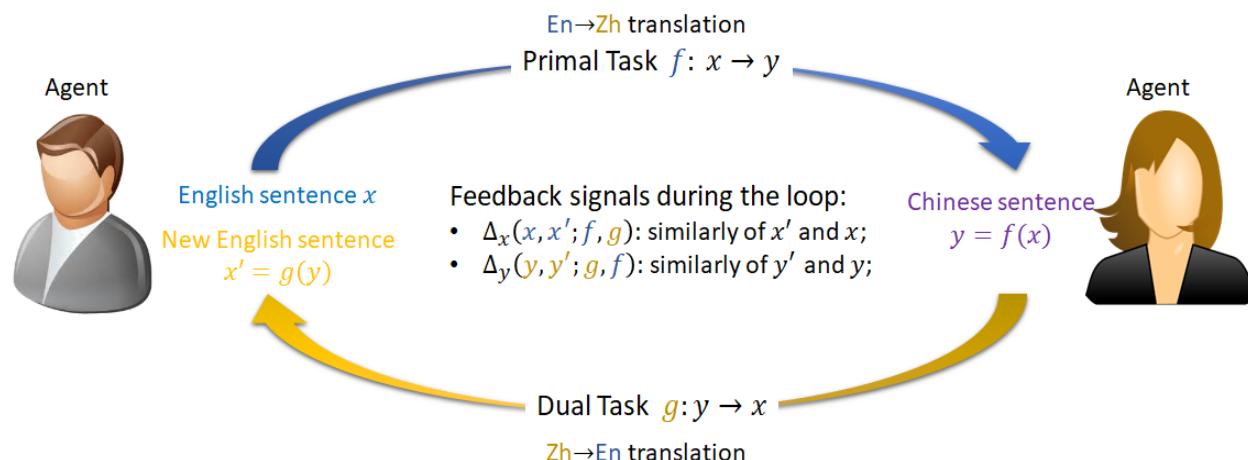 En→Zh translation
Primal Task f: x → y
Agent
Agent
English sentence x
New English sentence
x′ = g(y)
Feedback signals during the loop:
• Δₓ(x, x′; f, g): similarly of x′ and x;
• Δ_y(y, y′; g, f): similarly of y′ and y;
Chinese sentence
y = f(x)
Dual Task g: y → x
Zh→En translation